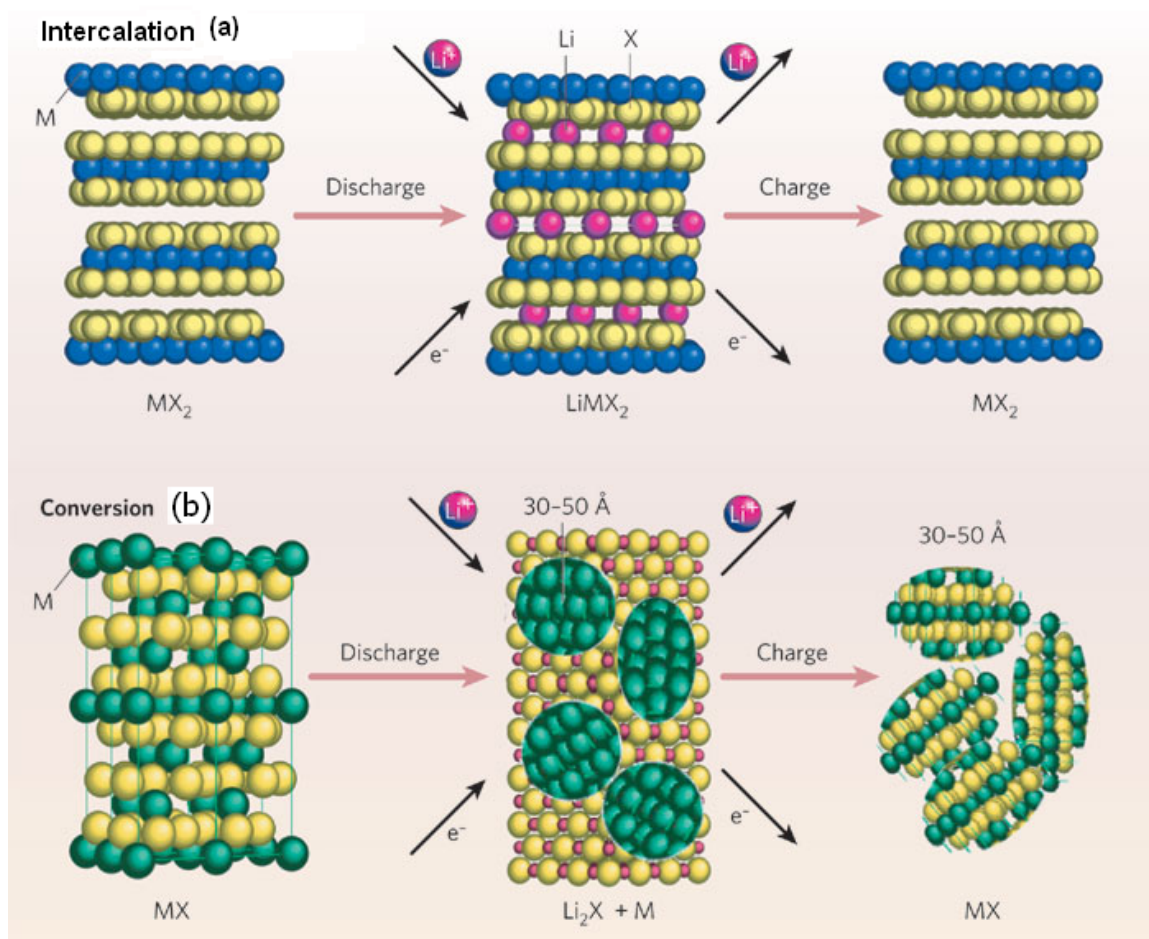 Intercalation (a)
Li⁺
Li
X
Li⁺
M
Discharge
Charge
e⁻
e⁻
MX₂
LiMX₂
MX₂
Conversion (b)
Li⁺
30–50 Å
Li⁺
30–50 Å
M
Discharge
Charge
e⁻
e⁻
MX
Li₂X + M
MX